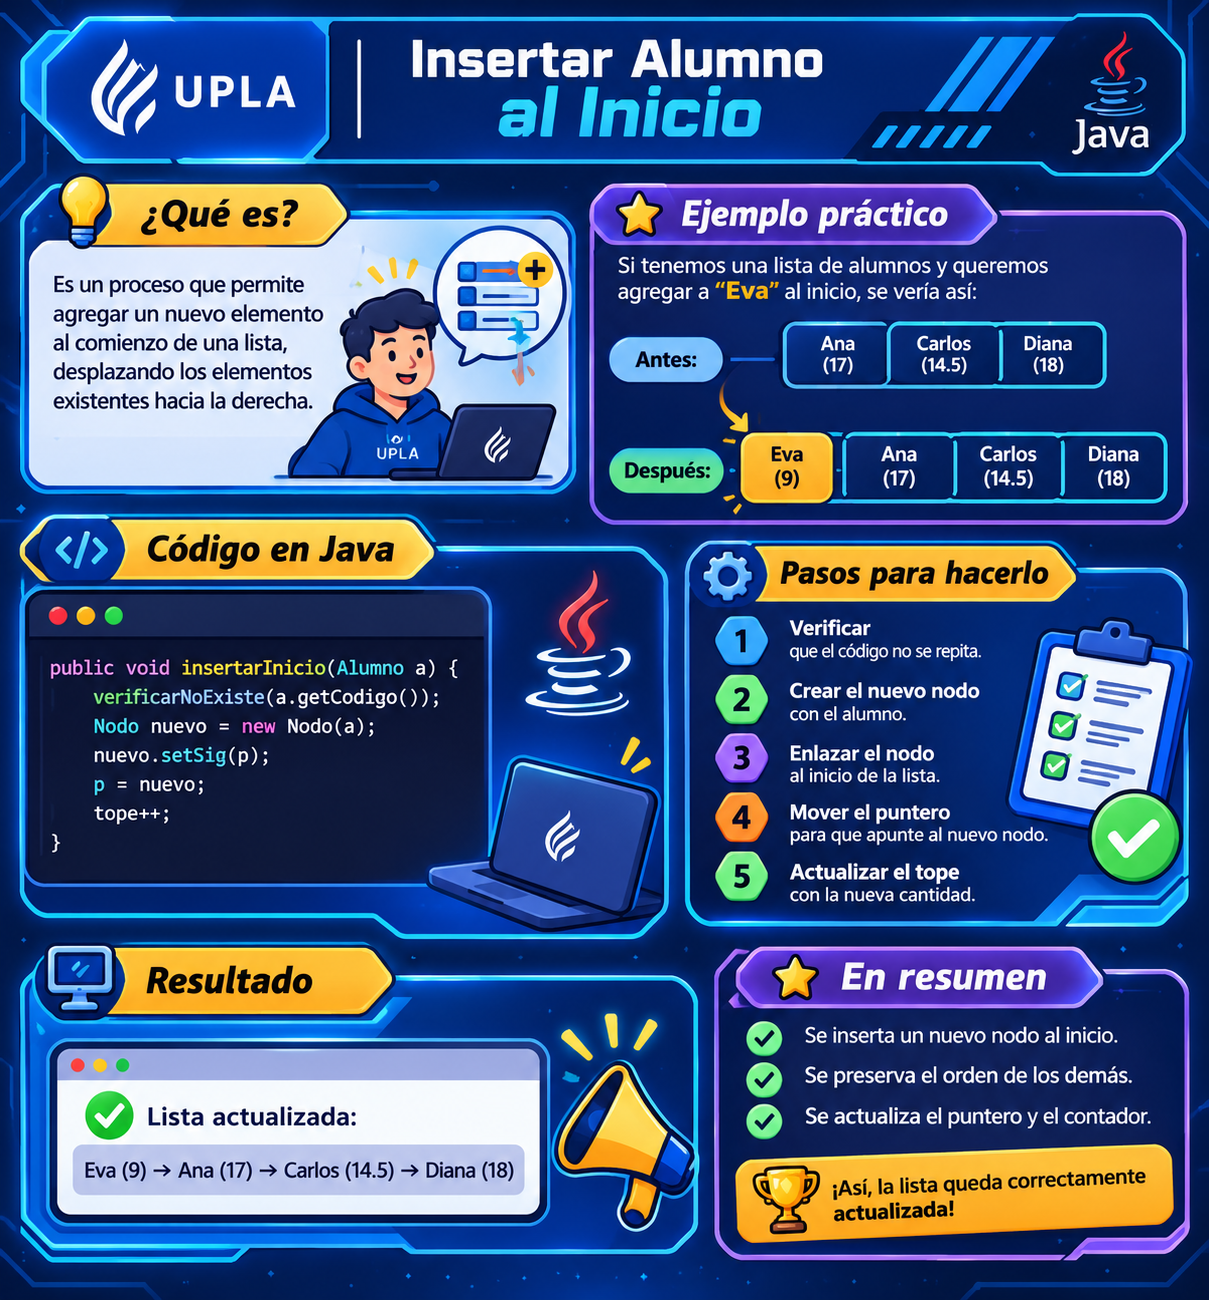 UPLA
Insertar Alumno
al Inicio
Java
¿Qué es?
Es un proceso que permite
agregar un nuevo elemento
al comienzo de una lista,
desplazando los elementos
existentes hacia la derecha.
UPLA
Ejemplo práctico
Si tenemos una lista de alumnos y queremos
agregar a “Eva” al inicio, se vería así:
Antes:
Ana
(17)
Carlos
(14.5)
Diana
(18)
Después:
Eva
(9)
Ana
(17)
Carlos
(14.5)
Diana
(18)
</> Código en Java
public void insertarInicio(Alumno a) {
verificarNoExiste(a.getCodigo());
Nodo nuevo = new Nodo(a);
nuevo.setSig(p);
p = nuevo;
tope++;
}
Pasos para hacerlo
1 Verificar
que el código no se repita.
2 Crear el nuevo nodo
con el alumno.
3 Enlazar el nodo
al inicio de la lista.
4 Mover el puntero
para que apunte al nuevo nodo.
5 Actualizar el tope
con la nueva cantidad.
Resultado
Lista actualizada:
Eva (9) → Ana (17) → Carlos (14.5) → Diana (18)
En resumen
Se inserta un nuevo nodo al inicio.
Se preserva el orden de los demás.
Se actualiza el puntero y el contador.
¡Así, la lista queda correctamente
actualizada!